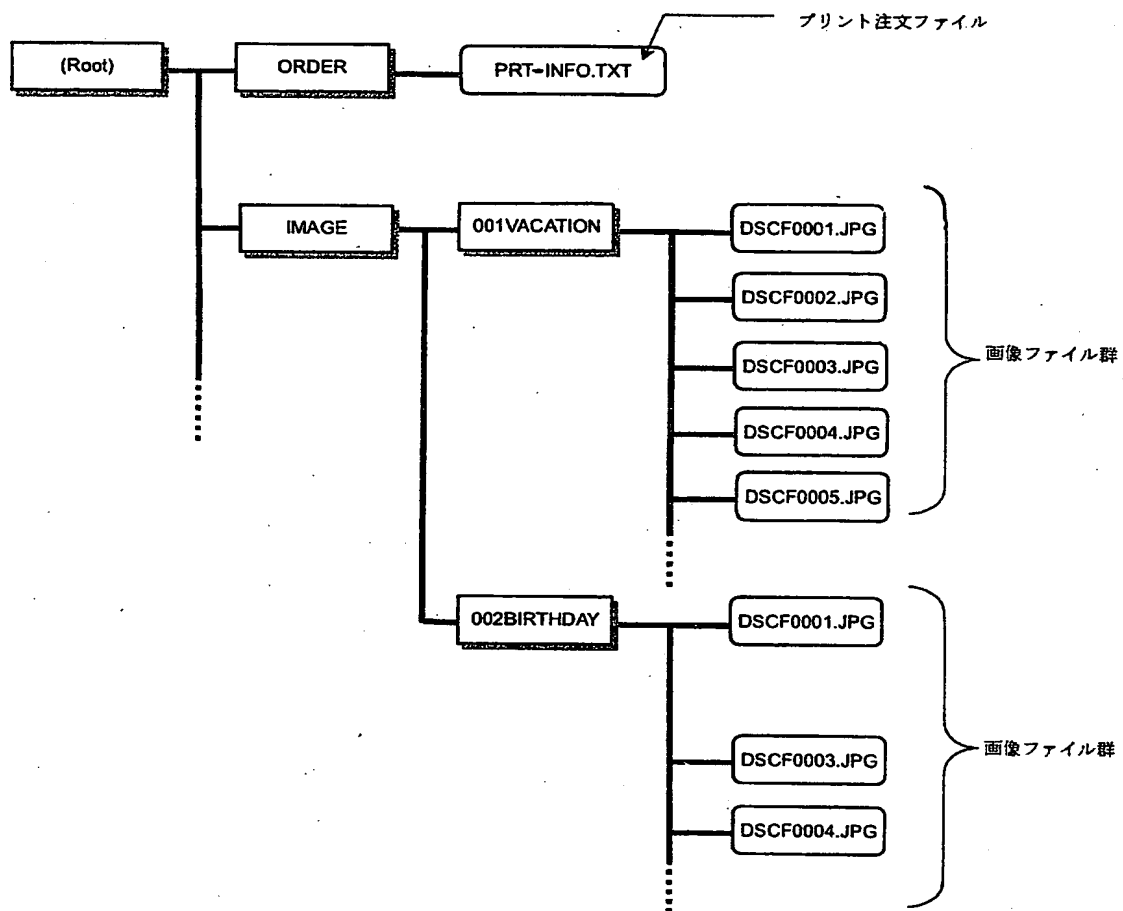 プリント注文ファイル
(Root)
ORDER
PRT-INFO.TXT
IMAGE
001VACATION
DSCF0001.JPG
DSCF0002.JPG
DSCF0003.JPG
画像ファイル群
DSCF0004.JPG
DSCF0005.JPG
002BIRTHDAY
DSCF0001.JPG
DSCF0003.JPG
画像ファイル群
DSCF0004.JPG